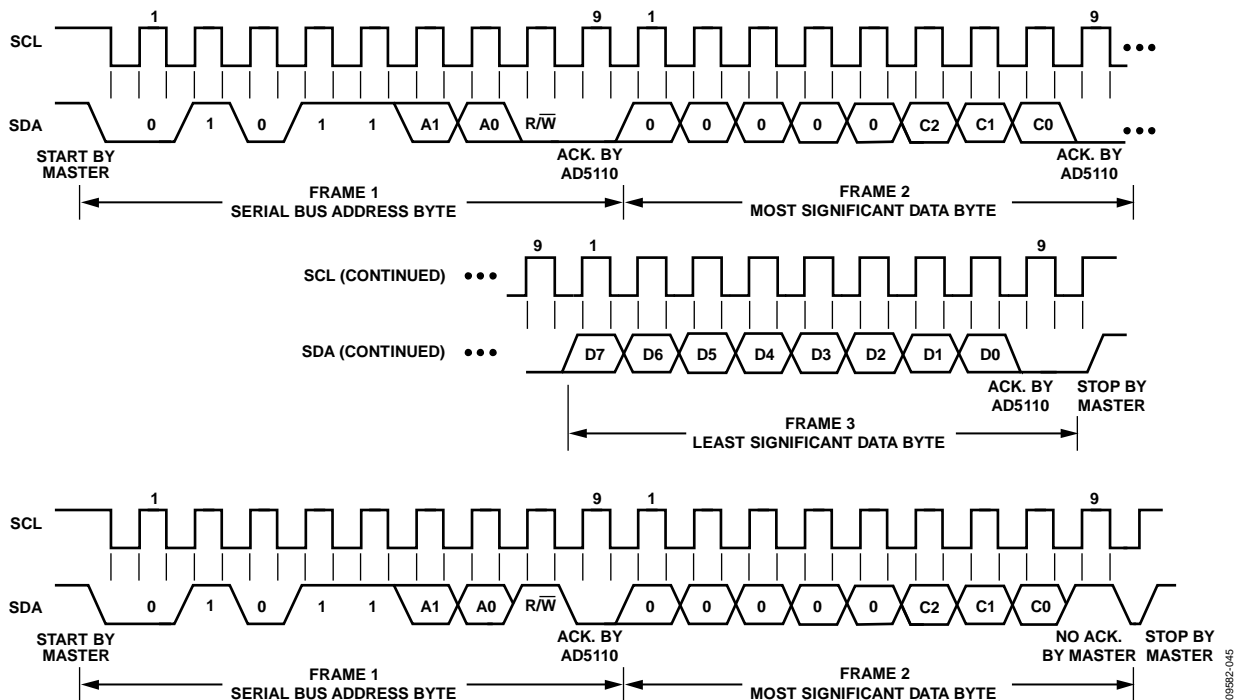 1 9 1 9
SCL
SDA 0 1 0 1 1 A1 A0 R/W̅ 0 0 0 0 0 C2 C1 C0
START BY MASTER
ACK. BY AD5110
ACK. BY AD5110
FRAME 1
SERIAL BUS ADDRESS BYTE
FRAME 2
MOST SIGNIFICANT DATA BYTE
9 1 9
SCL (CONTINUED)
SDA (CONTINUED) D7 D6 D5 D4 D3 D2 D1 D0
ACK. BY AD5110
STOP BY MASTER
FRAME 3
LEAST SIGNIFICANT DATA BYTE
1 9 1 9
SCL
SDA 0 1 0 1 1 A1 A0 R/W̅ 0 0 0 0 0 C2 C1 C0
START BY MASTER
ACK. BY AD5110
NO ACK. BY MASTER
STOP BY MASTER
FRAME 1
SERIAL BUS ADDRESS BYTE
FRAME 2
MOST SIGNIFICANT DATA BYTE
09582-045